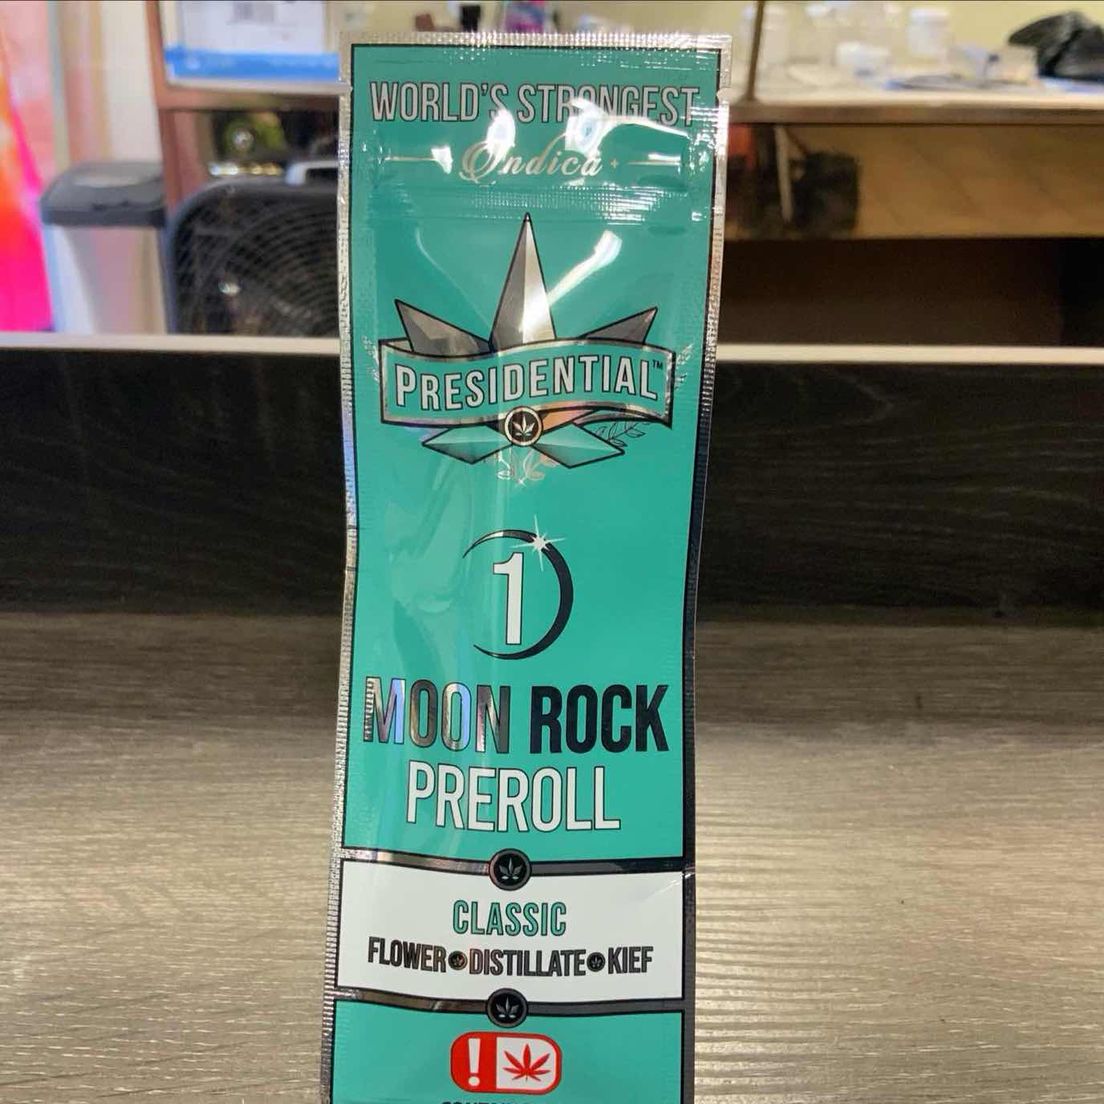 WORLD'S STRONGEST
Indica
PRESIDENTIAL™
1
MOON ROCK
PREROLL
CLASSIC
FLOWER DISTILLATE KIEF
!